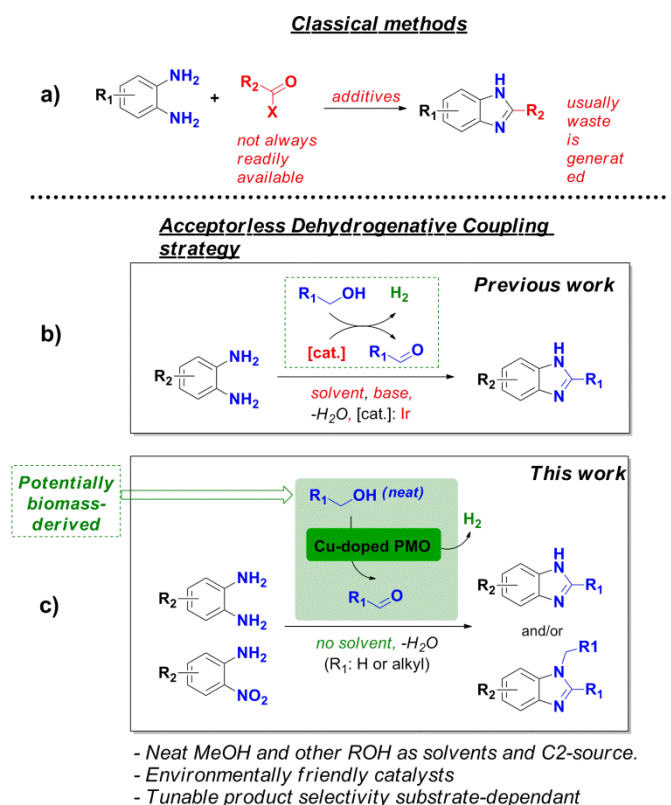 Classical methods
a)
R1
NH2
NH2
+
R2
O
X
not always
readily
available
additives
R1
H
N
N
R2
usually
waste
is
generat
ed
Acceptorless Dehydrogenative Coupling
strategy
Previous work
b)
R2
NH2
NH2
R1
OH
H2
[cat.]
R1
O
solvent, base,
-H2O, [cat.]: Ir
R2
H
N
N
R1
This work
Potentially
biomass-
derived
R1
OH (neat)
Cu-doped PMO
H2
R1
O
c)
R2
NH2
NH2
R2
NH2
NO2
no solvent, -H2O
(R1: H or alkyl)
R2
H
N
N
R1
and/or
R1
R2
N
N
R1
- Neat MeOH and other ROH as solvents and C2-source.
- Environmentally friendly catalysts
- Tunable product selectivity substrate-dependant